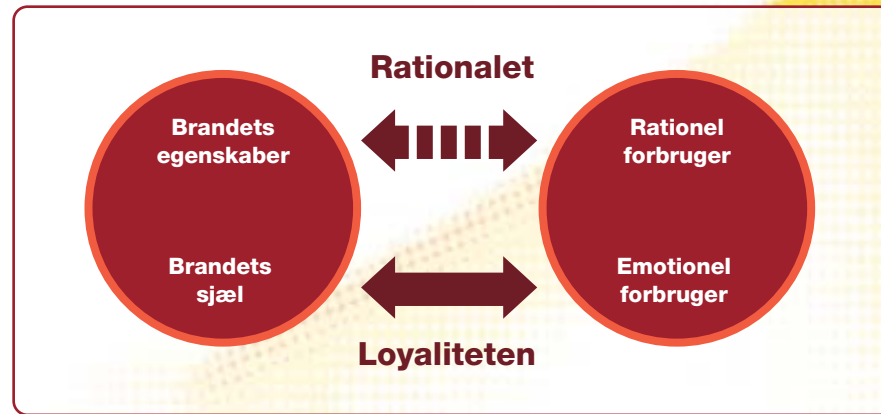 Rationalet
Brandets
egenskaber
Rationel
forbruger
Brandets
sjæl
Emotionel
forbruger
Loyaliteten